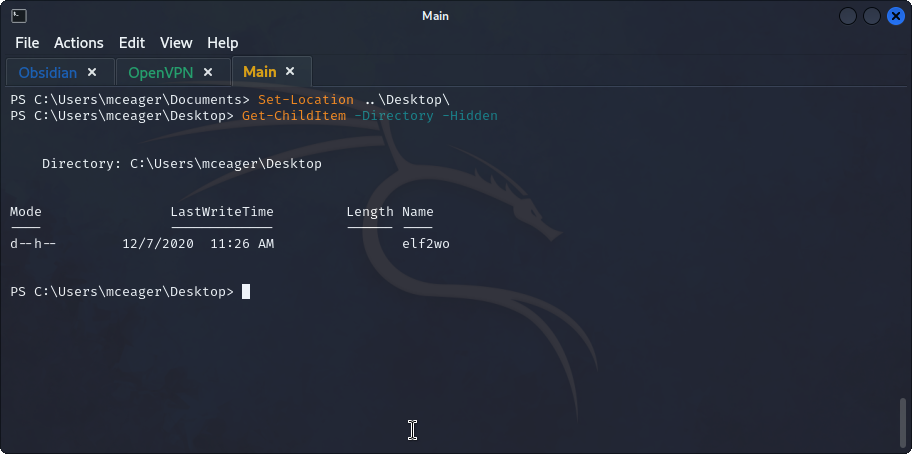 Main
File Actions Edit View Help
Obsidian × OpenVPN × Main ×
PS C:\Users\mceager\Documents> Set-Location ..\Desktop\
PS C:\Users\mceager\Desktop> Get-ChildItem -Directory -Hidden
Directory: C:\Users\mceager\Desktop
Mode LastWriteTime Length Name
---- ------------- ------ ----
d--h-- 12/7/2020 11:26 AM elf2wo
PS C:\Users\mceager\Desktop>